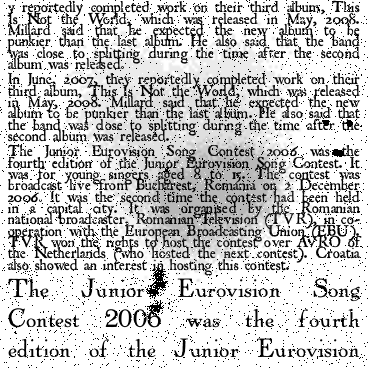 y reportedly completed work on their third album, This
Is Not the World, which was released in May, 2008.
Millard said that he expected the new album to be
punkier than the last album. He also said that the band
was close to splitting during the time after the second
album was released.
In June, 2007, they reportedly completed work on their
third album, This Is Not the World, which was released
in May, 2008. Millard said that he expected the new
album to be punkier than the last album. He also said that
the band was close to splitting during the time after the
second album was released.
The Junior Eurovision Song Contest 2006 was the
fourth edition of the Junior Eurovision Song Contest. It
was for young singers aged 8 to 15. The contest was
broadcast live from Bucharest, Romania on 2 December
2006. It was the second time the contest had been held
in a capital city. It was organised by the Romanian
national broadcaster, Romanian Television (TVR), in co-
operation with the European Broadcasting Union (EBU).
TVR won the rights to host the contest over AVRO of
the Netherlands (who hosted the next contest). Croatia
also showed an interest in hosting this contest.
The Junior Eurovision Song
Contest 2006 was the fourth
edition of the Junior Eurovision